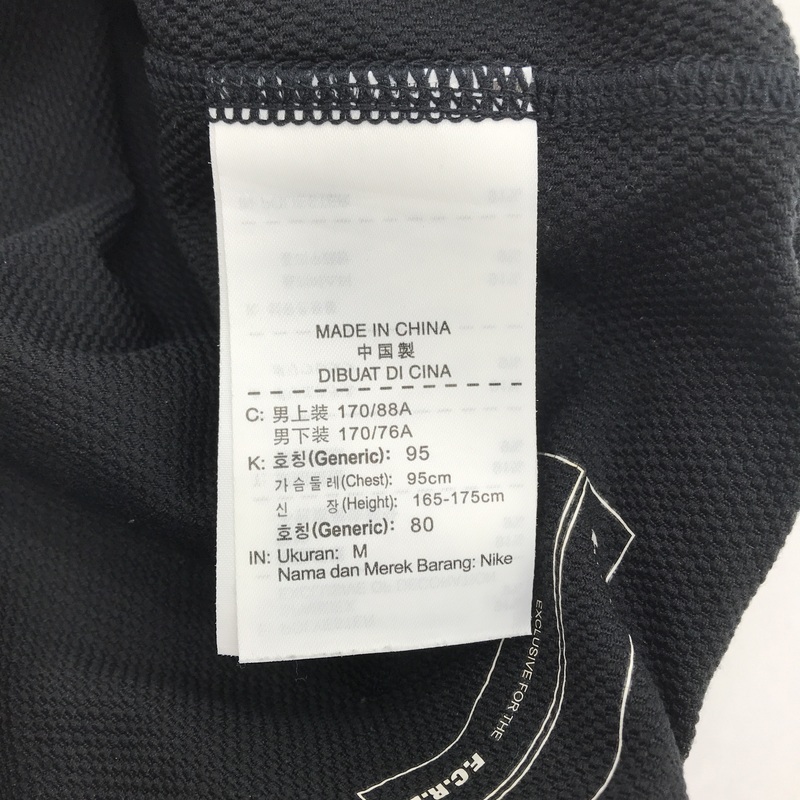 MADE IN CHINA
中国製
DIBUAT DI CINA
C: 男上装 170/88A
男下装 170/76A
K: 호칭(Generic): 95
가슴둘레(Chest): 95cm
신 장(Height): 165-175cm
호칭(Generic): 80
IN: Ukuran: M
Nama dan Merek Barang: Nike
EXCLUSIVE FOR THE
F.C.R.